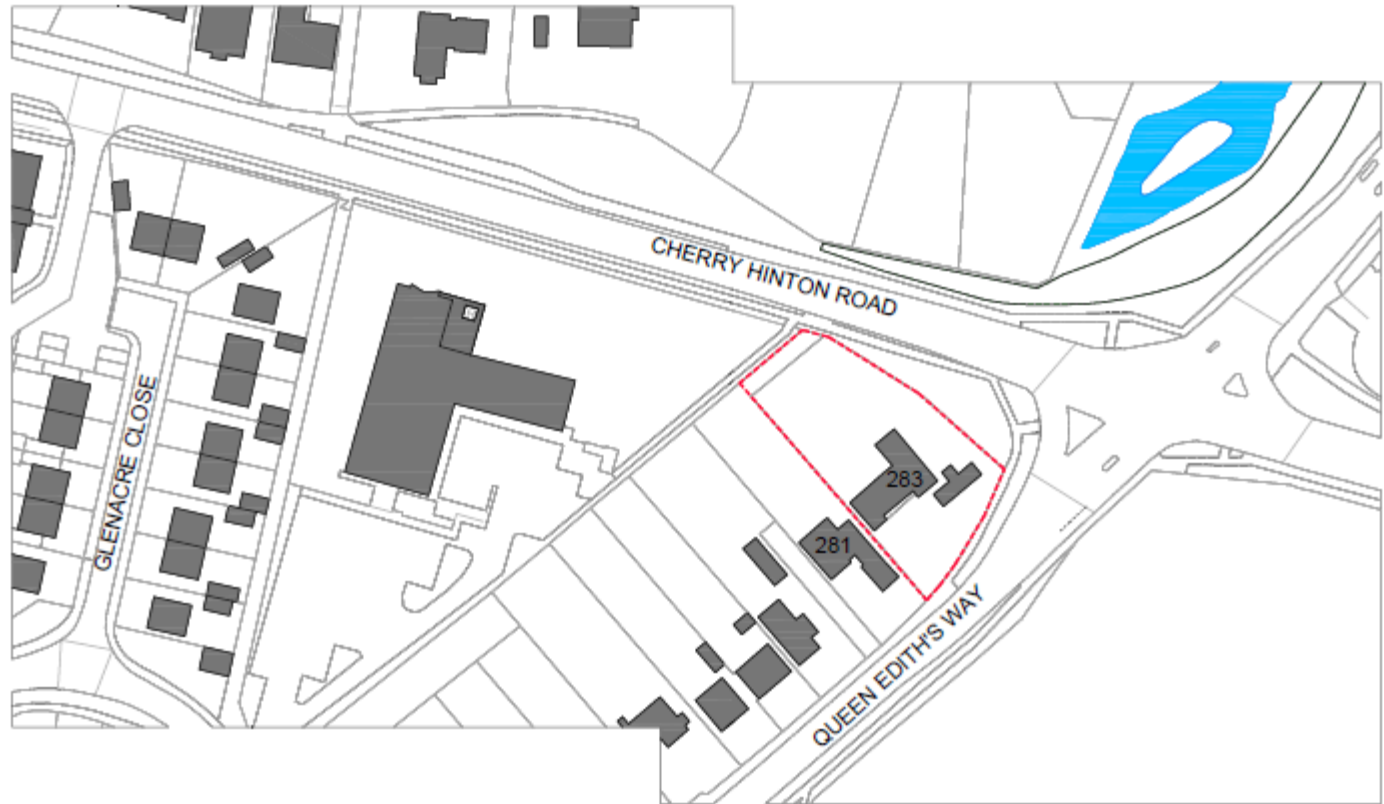 CHERRY HINTON ROAD
GLENACRE CLOSE
283
281
QUEEN EDITH'S WAY